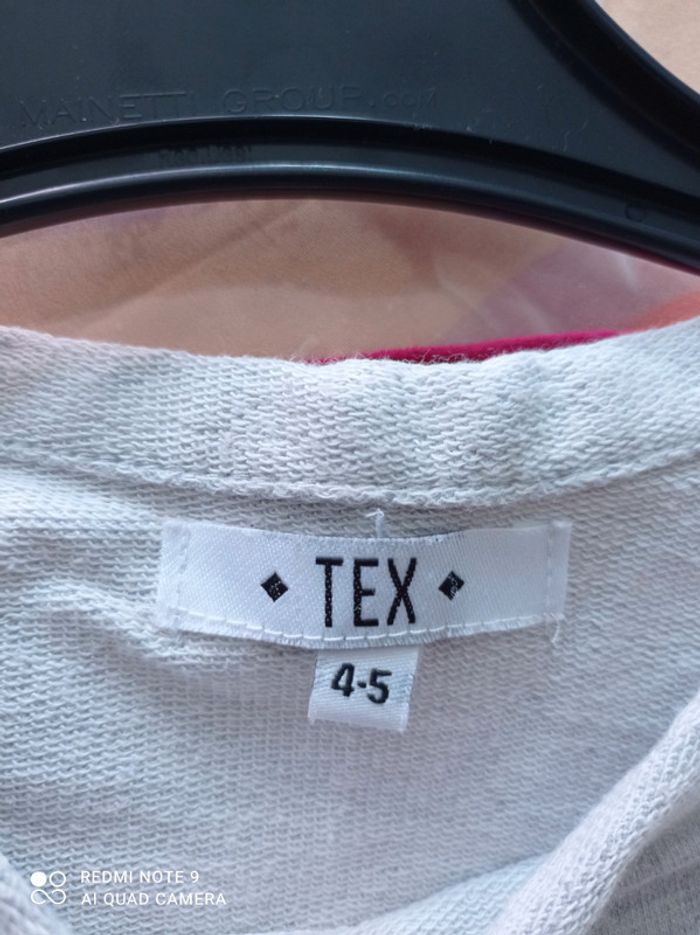 MAINETTI GROUP.COM
TEX
4-5
REDMI NOTE 9
AI QUAD CAMERA